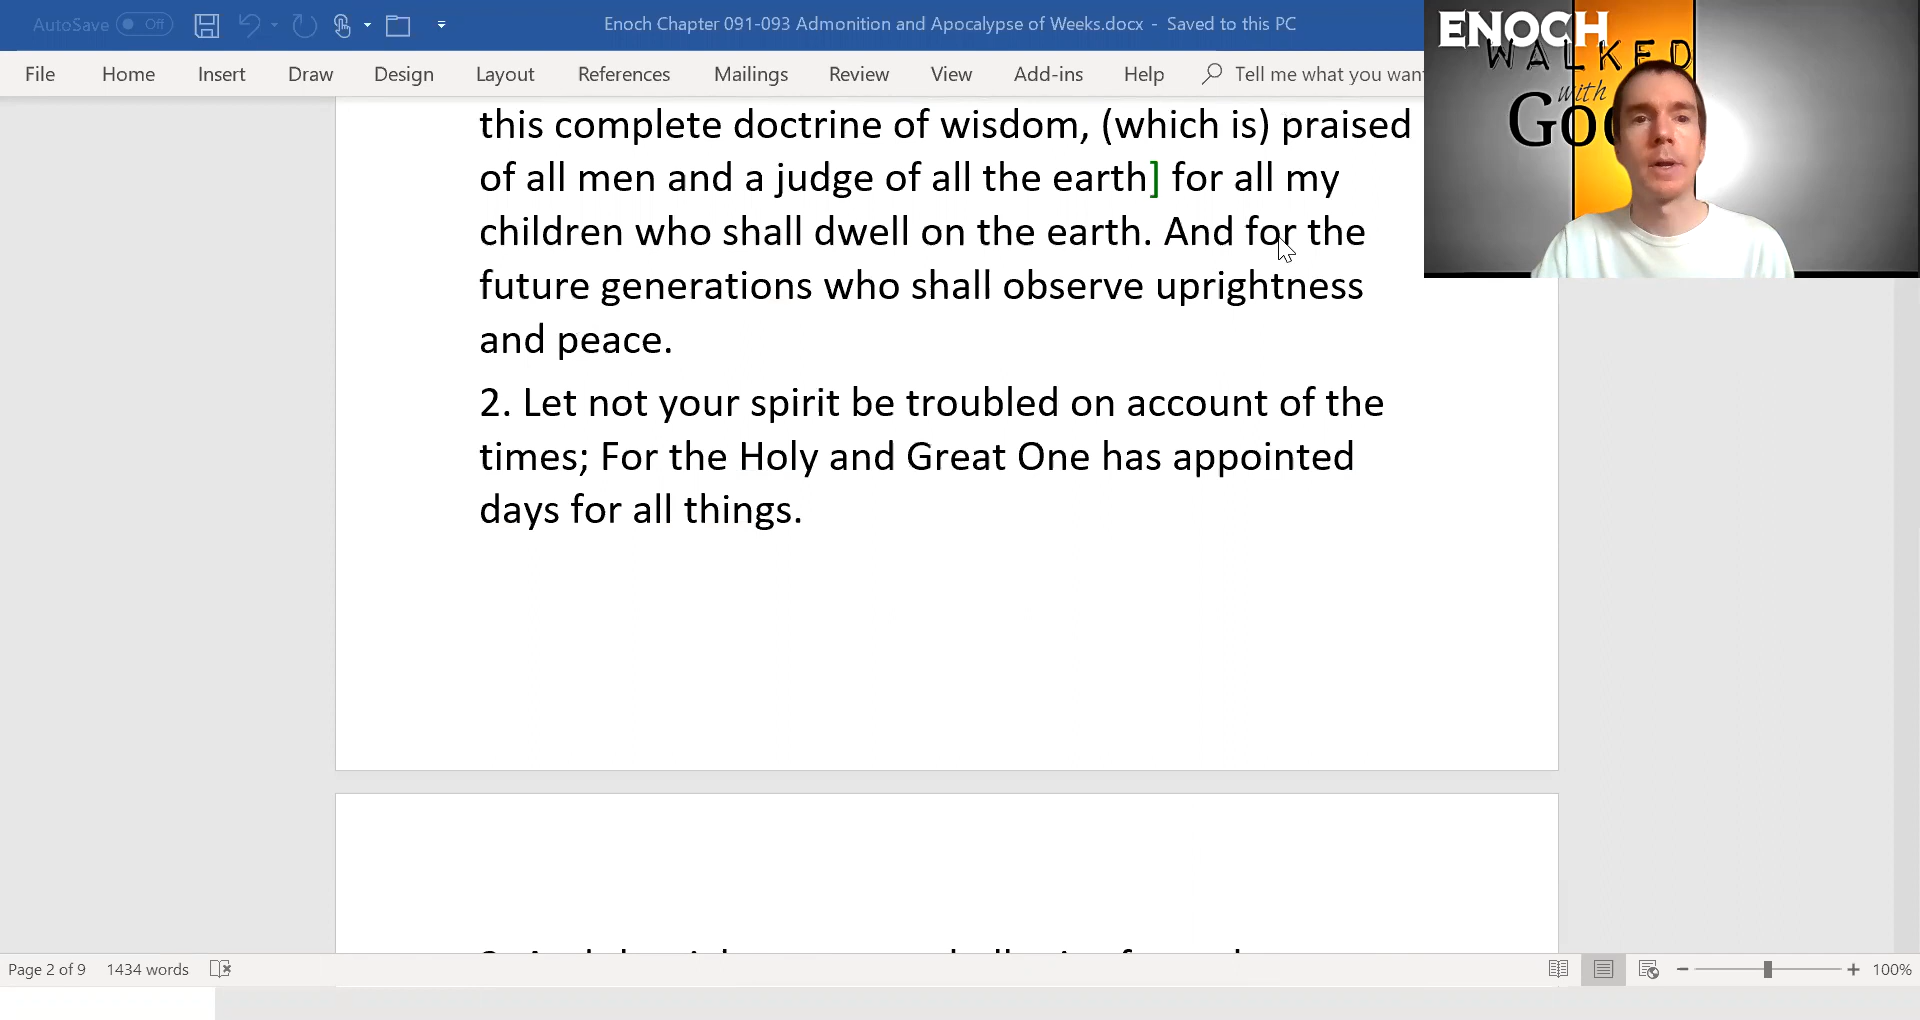 AutoSave Off
Enoch Chapter 091-093 Admonition and Apocalypse of Weeks.docx - Saved to this PC
File Home Insert Draw Design Layout References Mailings Review View Add-ins Help Tell me what you want
ENOCH
WALKED
with
this complete doctrine of wisdom, (which is) praised
of all men and a judge of all the earth] for all my
children who shall dwell on the earth. And for the
future generations who shall observe uprightness
and peace.
2. Let not your spirit be troubled on account of the
times; For the Holy and Great One has appointed
days for all things.
Page 2 of 9 1434 words
100%